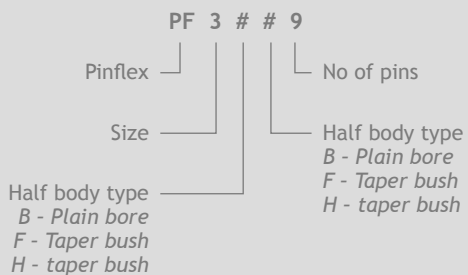 PF 3 # # 9
Pinflex
No of pins
Size
Half body type
B - Plain bore
F - Taper bush
H - taper bush
Half body type
B - Plain bore
F - Taper bush
H - taper bush